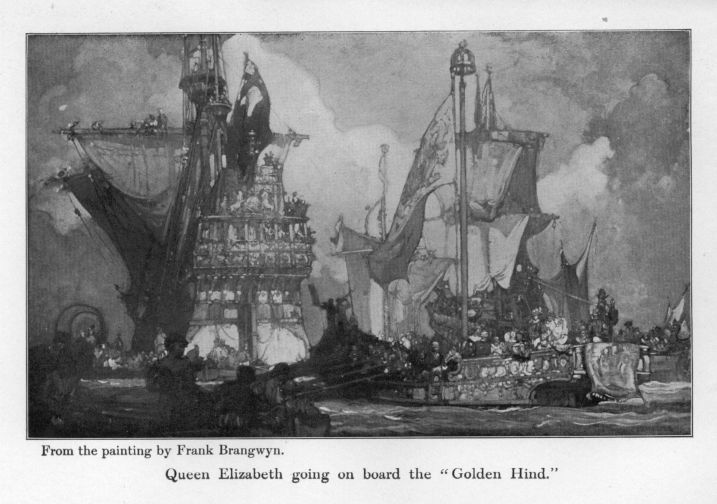 From the painting by Frank Brangwyn.
Queen Elizabeth going on board the “Golden Hind.”